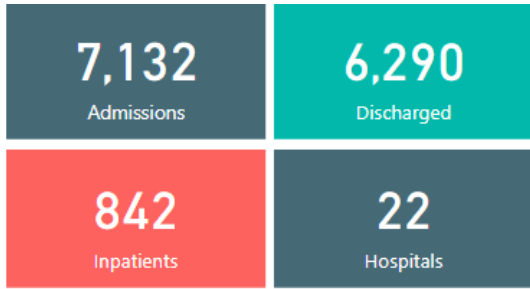 7,132
Admissions
6,290
Discharged
842
Inpatients
22
Hospitals